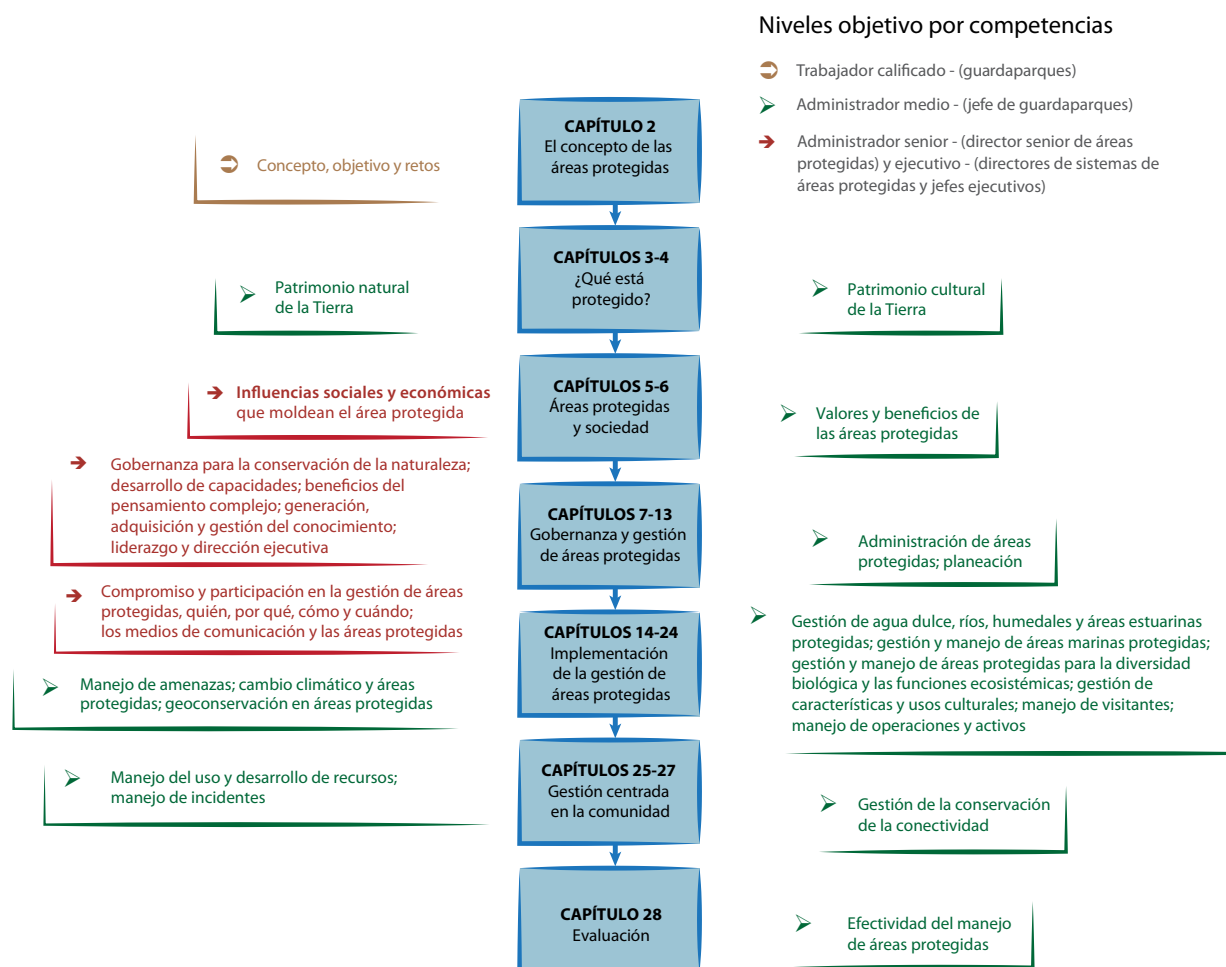 Niveles objetivo por competencias
Trabajador calificado - (guardaparques)
Administrador medio - (jefe de guardaparques)
Administrador senior - (director senior de áreas
protegidas) y ejecutivo - (directores de sistemas de
áreas protegidas y jefes ejecutivos)
CAPÍTULO 2
El concepto de las
áreas protegidas
Concepto, objetivo y retos
CAPÍTULOS 3-4
¿Qué está
protegido?
Patrimonio natural
de la Tierra
Patrimonio cultural
de la Tierra
CAPÍTULOS 5-6
Áreas protegidas
y sociedad
Influencias sociales y económicas
que moldean el área protegida
Valores y beneficios de
las áreas protegidas
CAPÍTULOS 7-13
Gobernanza y gestión
de áreas protegidas
Gobernanza para la conservación de la naturaleza;
desarrollo de capacidades; beneficios del
pensamiento complejo; generación,
adquisición y gestión del conocimiento;
liderazgo y dirección ejecutiva
Administración de áreas
protegidas; planeación
CAPÍTULOS 14-24
Implementación
de la gestión de
áreas protegidas
Compromiso y participación en la gestión de áreas
protegidas, quién, por qué, cómo y cuándo;
los medios de comunicación y las áreas protegidas
Manejo de amenazas; cambio climático y áreas
protegidas; geoconservación en áreas protegidas
Gestión de agua dulce, ríos, humedales y áreas estuarinas
protegidas; gestión y manejo de áreas marinas protegidas;
gestión y manejo de áreas protegidas para la diversidad
biológica y las funciones ecosistémicas; gestión de
características y usos culturales; manejo de visitantes;
manejo de operaciones y activos
CAPÍTULOS 25-27
Gestión centrada
en la comunidad
Manejo del uso y desarrollo de recursos;
manejo de incidentes
Gestión de la conservación
de la conectividad
CAPÍTULO 28
Evaluación
Efectividad del manejo
de áreas protegidas